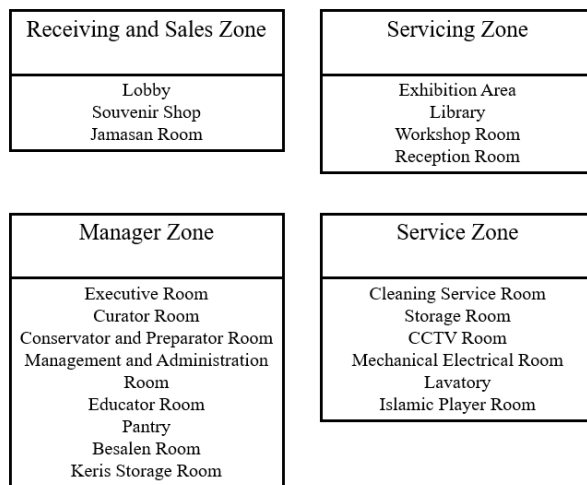 Receiving and Sales Zone
Lobby
Souvenir Shop
Jamasan Room
Servicing Zone
Exhibition Area
Library
Workshop Room
Reception Room
Manager Zone
Executive Room
Curator Room
Conservator and Preparator Room
Management and Administration
Room
Educator Room
Pantry
Besalen Room
Keris Storage Room
Service Zone
Cleaning Service Room
Storage Room
CCTV Room
Mechanical Electrical Room
Lavatory
Islamic Player Room